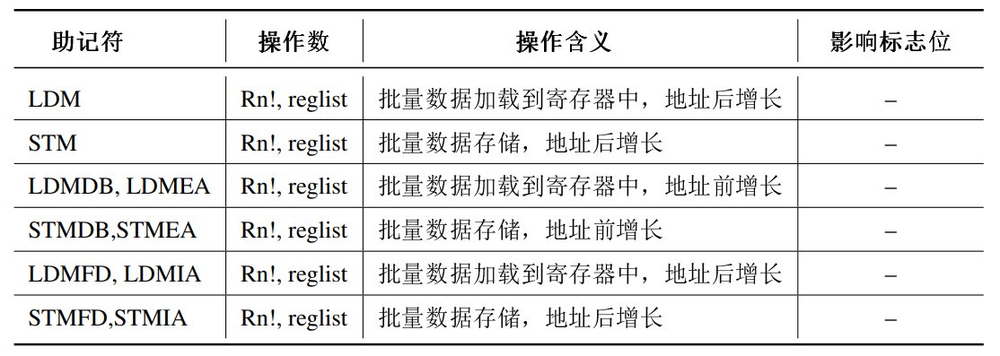 助记符 操作数 操作含义 影响标志位
LDM Rn!, reglist 批量数据加载到寄存器中，地址后增长 –
STM Rn!, reglist 批量数据存储，地址后增长 –
LDMDB, LDMEA Rn!, reglist 批量数据加载到寄存器中，地址前增长 –
STMDB,STMEA Rn!, reglist 批量数据存储，地址前增长 –
LDMFD, LDMIA Rn!, reglist 批量数据加载到寄存器中，地址后增长 –
STMFD,STMIA Rn!, reglist 批量数据存储，地址后增长 –